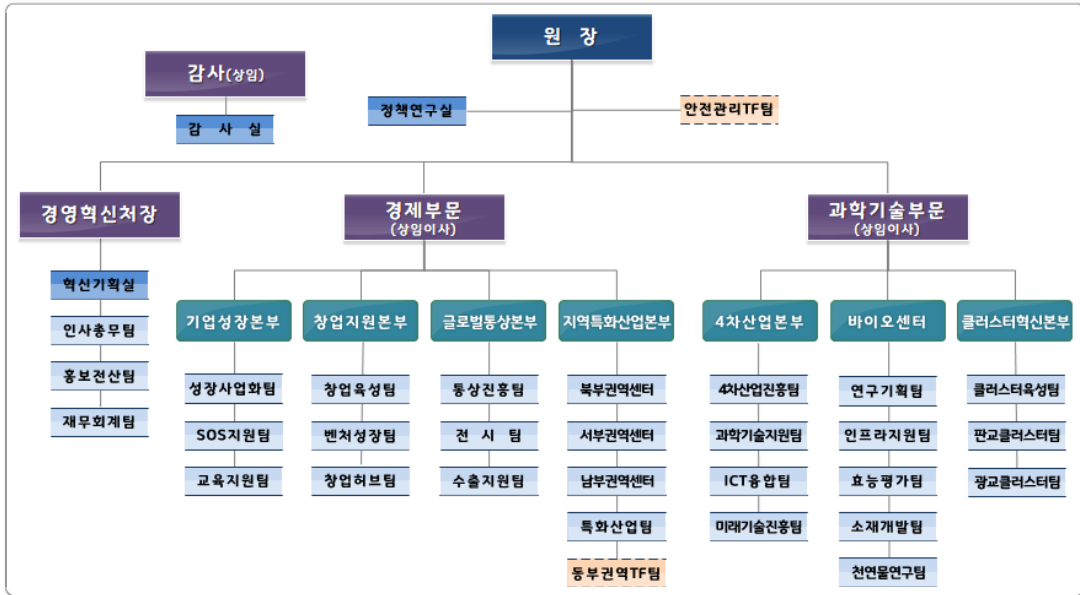 원 장
감사(상임)
감 사 실
정책연구실
안전관리TF팀
경영혁신처장
경제부문
(상임이사)
과학기술부문
(상임이사)
혁신기획실
인사총무팀
홍보전산팀
재무회계팀
기업성장본부
성장사업화팀
SOS지원팀
교육지원팀
창업지원본부
창업육성팀
벤처성장팀
창업허브팀
글로벌통상본부
통상진흥팀
전 시 팀
수출지원팀
지역특화산업본부
북부권역센터
서부권역센터
남부권역센터
특화산업팀
동부권역TF팀
4차산업본부
4차산업진흥팀
과학기술지원팀
ICT융합팀
미래기술진흥팀
바이오센터
연구기획팀
인프라지원팀
효능평가팀
소재개발팀
천연물연구팀
클러스터혁신본부
클러스터육성팀
판교클러스터팀
광교클러스터팀